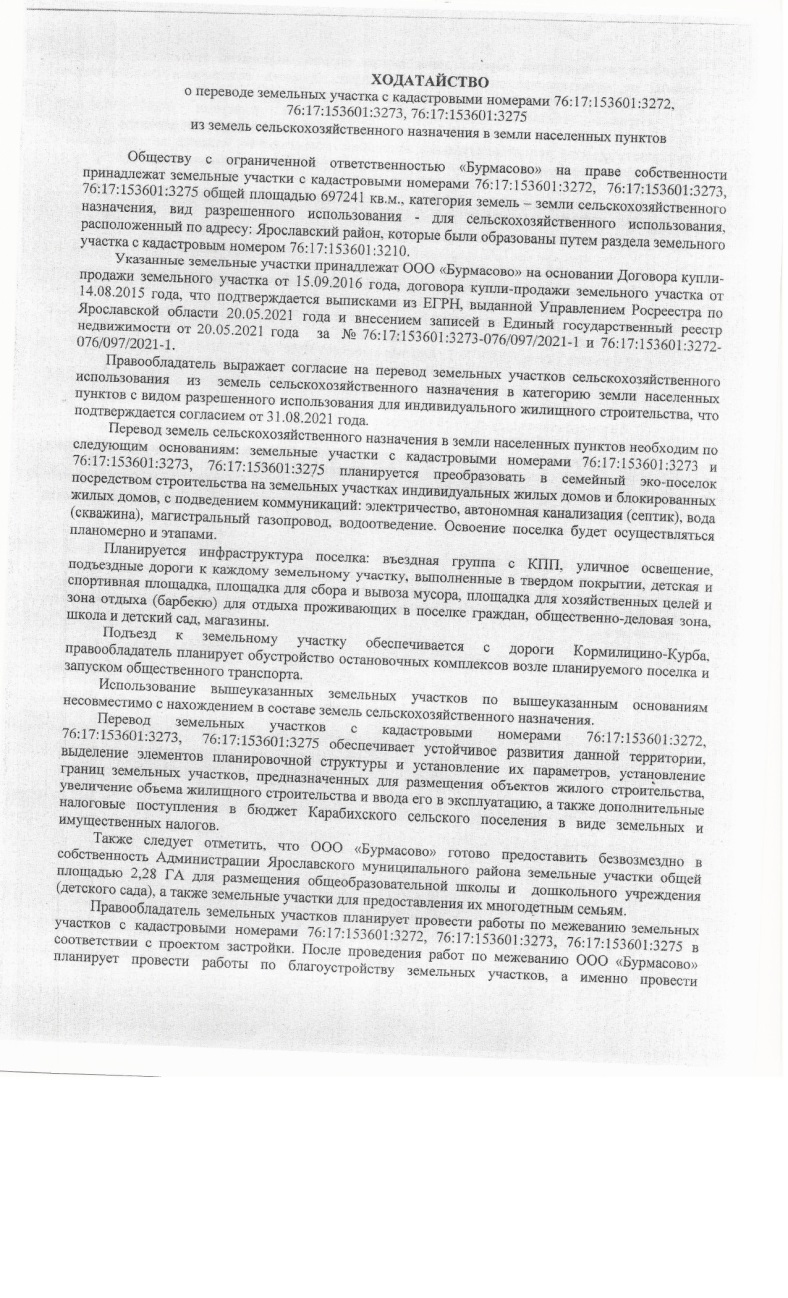 ХОДАТАЙСТВО
о переводе земельных участка с кадастровыми номерами 76:17:153601:3272,
76:17:153601:3273, 76:17:153601:3275
из земель сельскохозяйственного назначения в земли населенных пунктов
Обществу с ограниченной ответственностью «Бурмасово» на праве собственности
принадлежат земельные участки с кадастровыми номерами 76:17:153601:3272, 76:17:153601:3273,
76:17:153601:3275 общей площадью 697241 кв.м., категория земель – земли сельскохозяйственного
назначения, вид разрешенного использования - для сельскохозяйственного использования,
расположенный по адресу: Ярославский район, которые были образованы путем раздела земельного
участка с кадастровым номером 76:17:153601:3210.
Указанные земельные участки принадлежат ООО «Бурмасово» на основании Договора купли-
продажи земельного участка от 15.09.2016 года, договора купли-продажи земельного участка от
14.08.2015 года, что подтверждается выписками из ЕГРН, выданной Управлением Росреестра по
Ярославской области 20.05.2021 года и внесением записей в Единый государственный реестр
недвижимости от 20.05.2021 года за № 76:17:153601:3273-076/097/2021-1 и 76:17:153601:3272-
076/097/2021-1.
Правообладатель выражает согласие на перевод земельных участков сельскохозяйственного
использования из земель сельскохозяйственного назначения в категорию земли населенных
пунктов с видом разрешенного использования для индивидуального жилищного строительства, что
подтверждается согласием от 31.08.2021 года.
Перевод земель сельскохозяйственного назначения в земли населенных пунктов необходим по
следующим основаниям: земельные участки с кадастровыми номерами 76:17:153601:3273 и
76:17:153601:3273, 76:17:153601:3275 планируется преобразовать в семейный эко-поселок
посредством строительства на земельных участках индивидуальных жилых домов и блокированных
жилых домов, с подведением коммуникаций: электричество, автономная канализация (септик), вода
(скважина), магистральный газопровод, водоотведение. Освоение поселка будет осуществляться
планомерно и этапами.
Планируется инфраструктура поселка: въездная группа с КПП, уличное освещение,
подъездные дороги к каждому земельному участку, выполненные в твердом покрытии, детская и
спортивная площадка, площадка для сбора и вывоза мусора, площадка для хозяйственных целей и
зона отдыха (барбекю) для отдыха проживающих в поселке граждан, общественно-деловая зона,
школа и детский сад, магазины.
Подъезд к земельному участку обеспечивается с дороги Кормилицино-Курба,
правообладатель планирует обустройство остановочных комплексов возле планируемого поселка и
запуском общественного транспорта.
Использование вышеуказанных земельных участков по вышеуказанным основаниям
несовместимо с нахождением в составе земель сельскохозяйственного назначения.
Перевод земельных участков с кадастровыми номерами 76:17:153601:3272,
76:17:153601:3273, 76:17:153601:3275 обеспечивает устойчивое развития данной территории,
выделение элементов планировочной структуры и установление их параметров, установление
границ земельных участков, предназначенных для размещения объектов жилого строительства,
увеличение объема жилищного строительства и ввода его в эксплуатацию, а также дополнительные
налоговые поступления в бюджет Карабихского сельского поселения в виде земельных и
имущественных налогов.
Также следует отметить, что ООО «Бурмасово» готово предоставить безвозмездно в
собственность Администрации Ярославского муниципального района земельные участки общей
площадью 2,28 ГА для размещения общеобразовательной школы и дошкольного учреждения
(детского сада), а также земельные участки для предоставления их многодетным семьям.
Правообладатель земельных участков планирует провести работы по межеванию земельных
участков с кадастровыми номерами 76:17:153601:3272, 76:17:153601:3273, 76:17:153601:3275 в
соответствии с проектом застройки. После проведения работ по межеванию ООО «Бурмасово»
планирует провести работы по благоустройству земельных участков, а именно провести